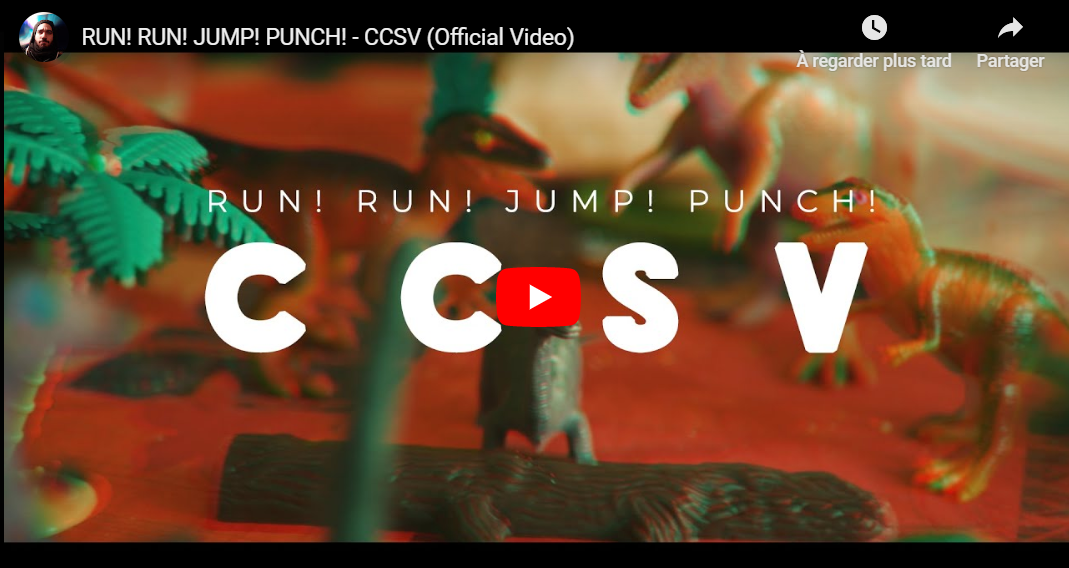 RUN! RUN! JUMP! PUNCH! - CCSV (Official Video)
À regarder plus tard
Partager
RUN! RUN! JUMP! PUNCH!
CCSV